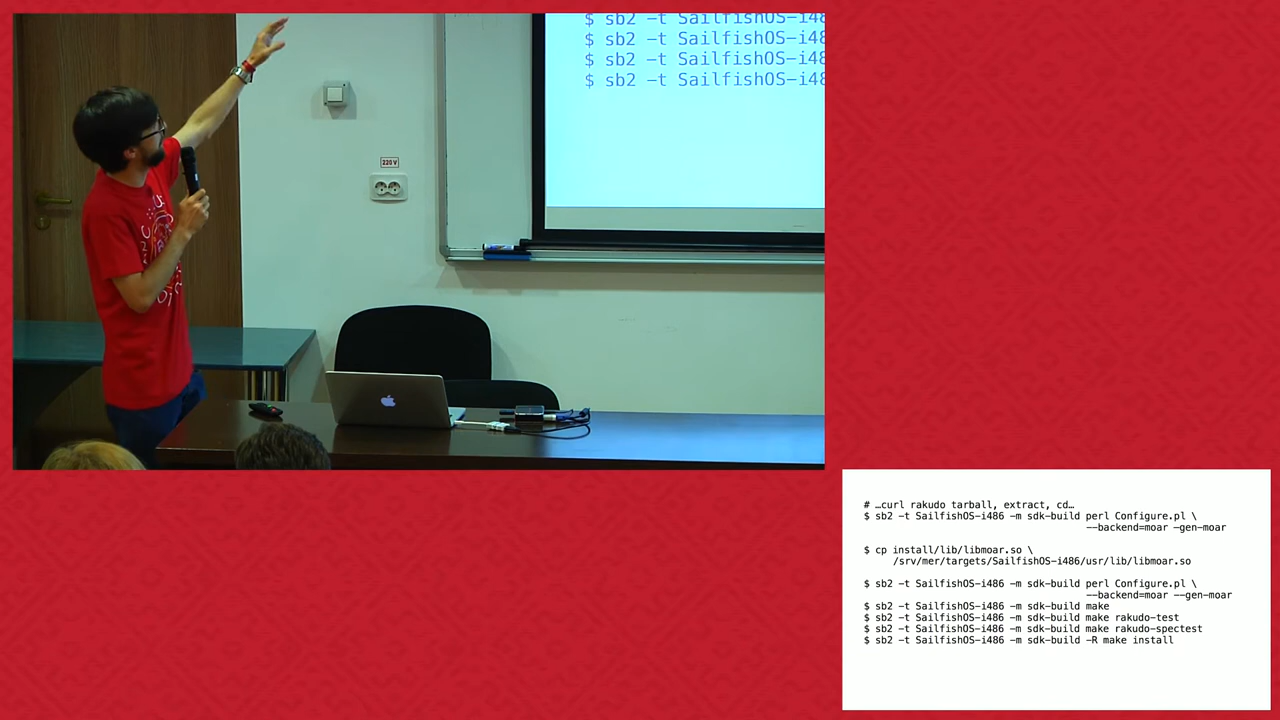 $ sb2 -t SailfishOS-i48
$ sb2 -t SailfishOS-i48
$ sb2 -t SailfishOS-i48
$ sb2 -t SailfishOS-i48
220 V
# …curl rakudo tarball, extract, cd…
$ sb2 -t SailfishOS-i486 -m sdk-build perl Configure.pl \
--backend=moar -gen-moar
$ cp install/lib/libmoar.so \
/srv/mer/targets/SailfishOS-i486/usr/lib/libmoar.so
$ sb2 -t SailfishOS-i486 -m sdk-build perl Configure.pl \
--backend=moar --gen-moar
$ sb2 -t SailfishOS-i486 -m sdk-build make
$ sb2 -t SailfishOS-i486 -m sdk-build make rakudo-test
$ sb2 -t SailfishOS-i486 -m sdk-build make rakudo-spectest
$ sb2 -t SailfishOS-i486 -m sdk-build -R make install